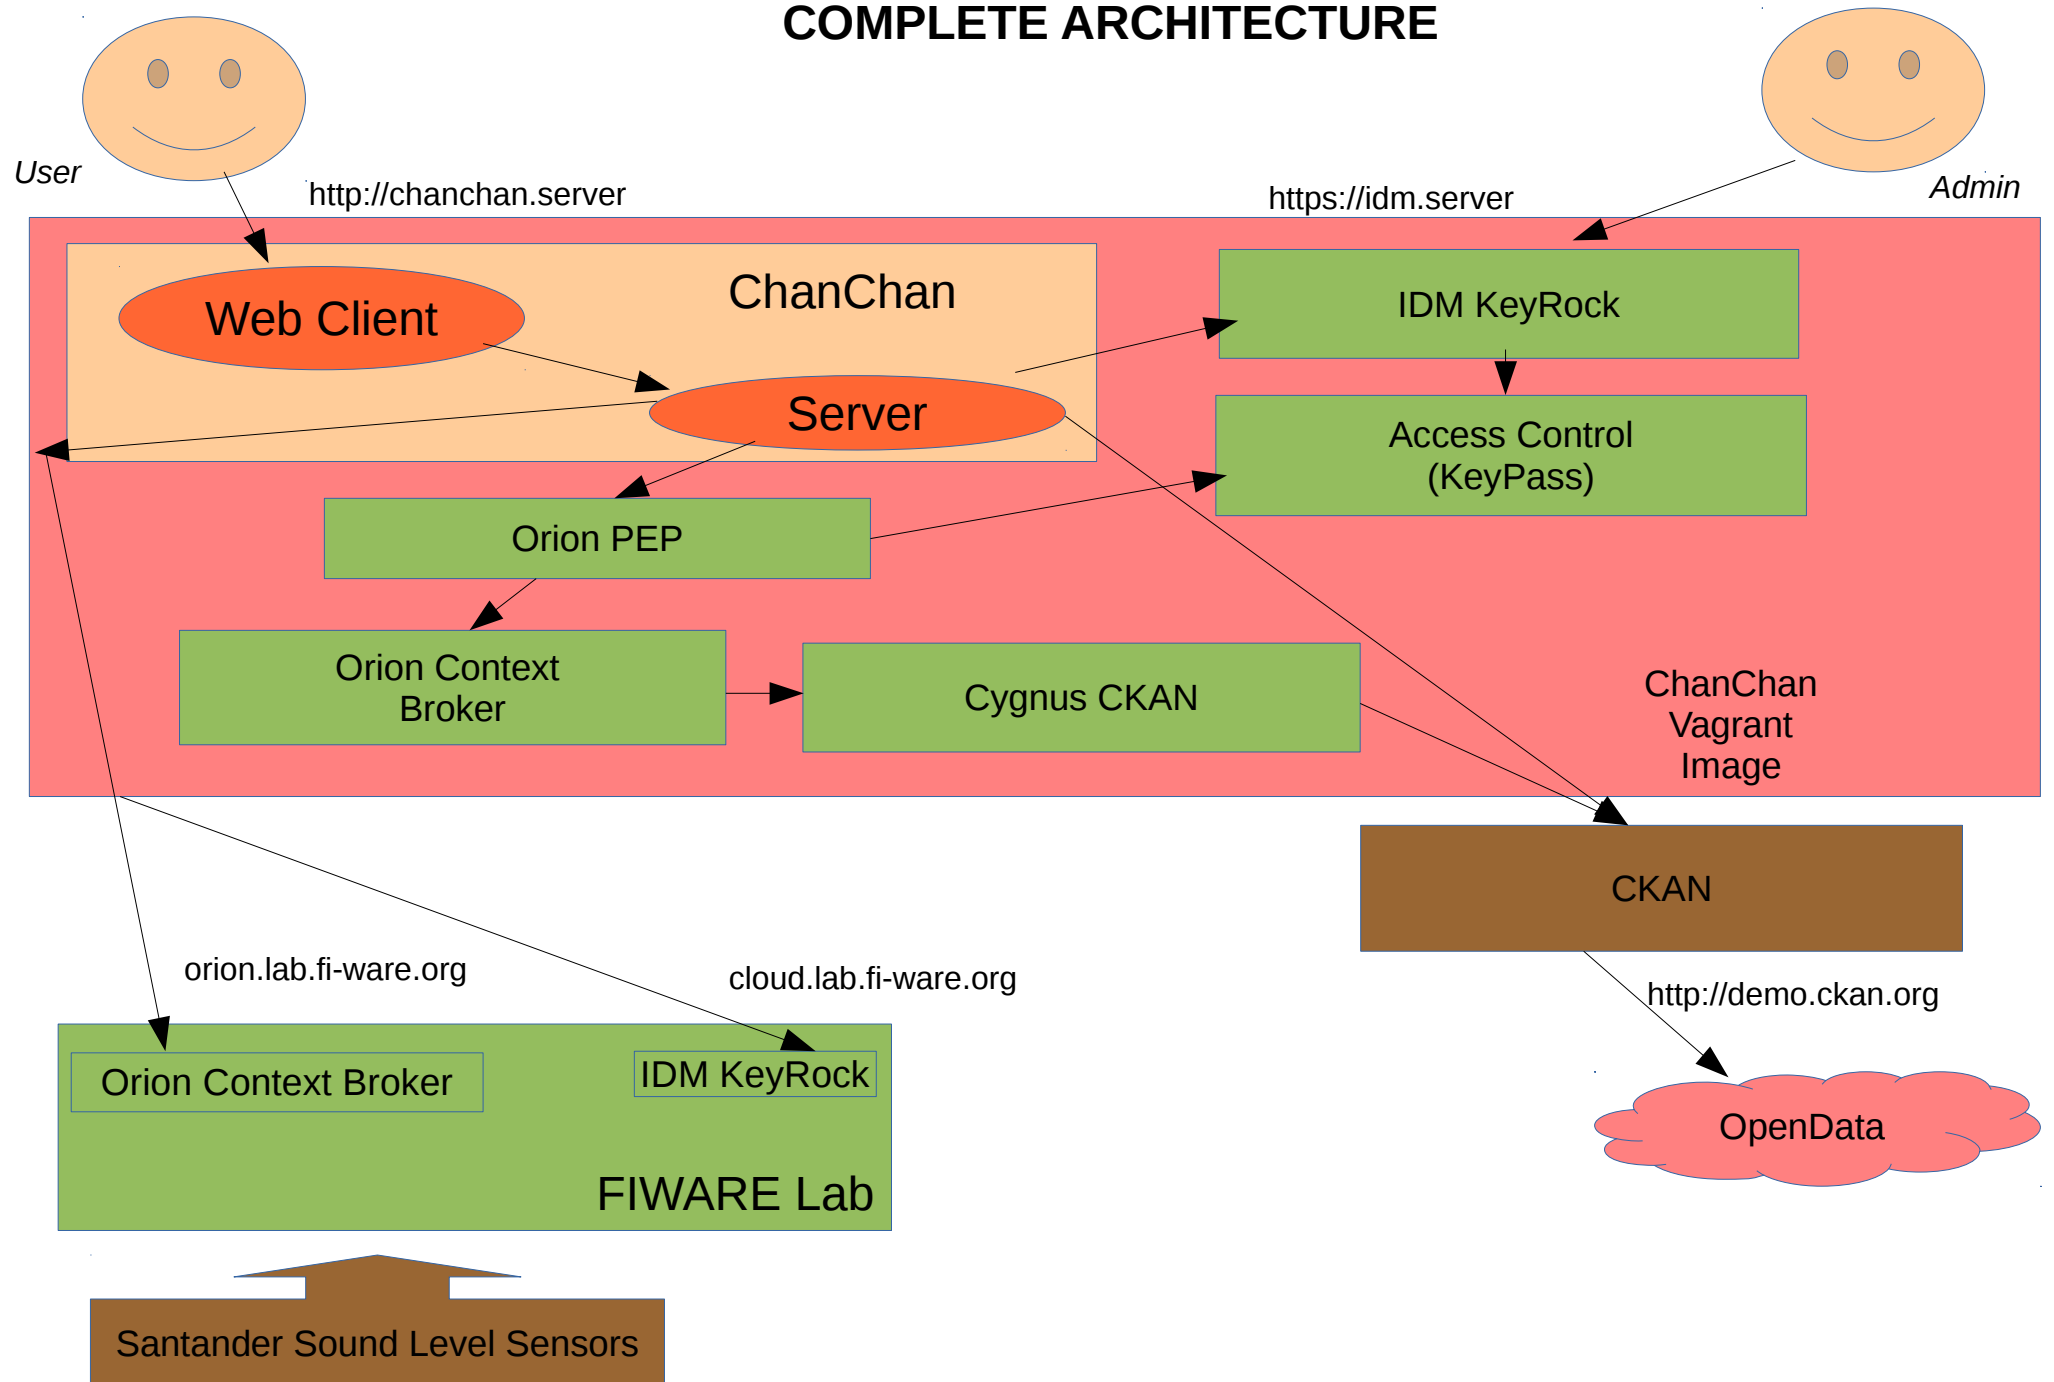 COMPLETE ARCHITECTURE
User
http://chanchan.server
https://idm.server
Admin
Web Client
ChanChan
IDM KeyRock
Server
Access Control
(KeyPass)
Orion PEP
Orion Context
Broker
Cygnus CKAN
ChanChan
Vagrant
Image
CKAN
orion.lab.fi-ware.org
cloud.lab.fi-ware.org
http://demo.ckan.org
Orion Context Broker
IDM KeyRock
OpenData
FIWARE Lab
Santander Sound Level Sensors